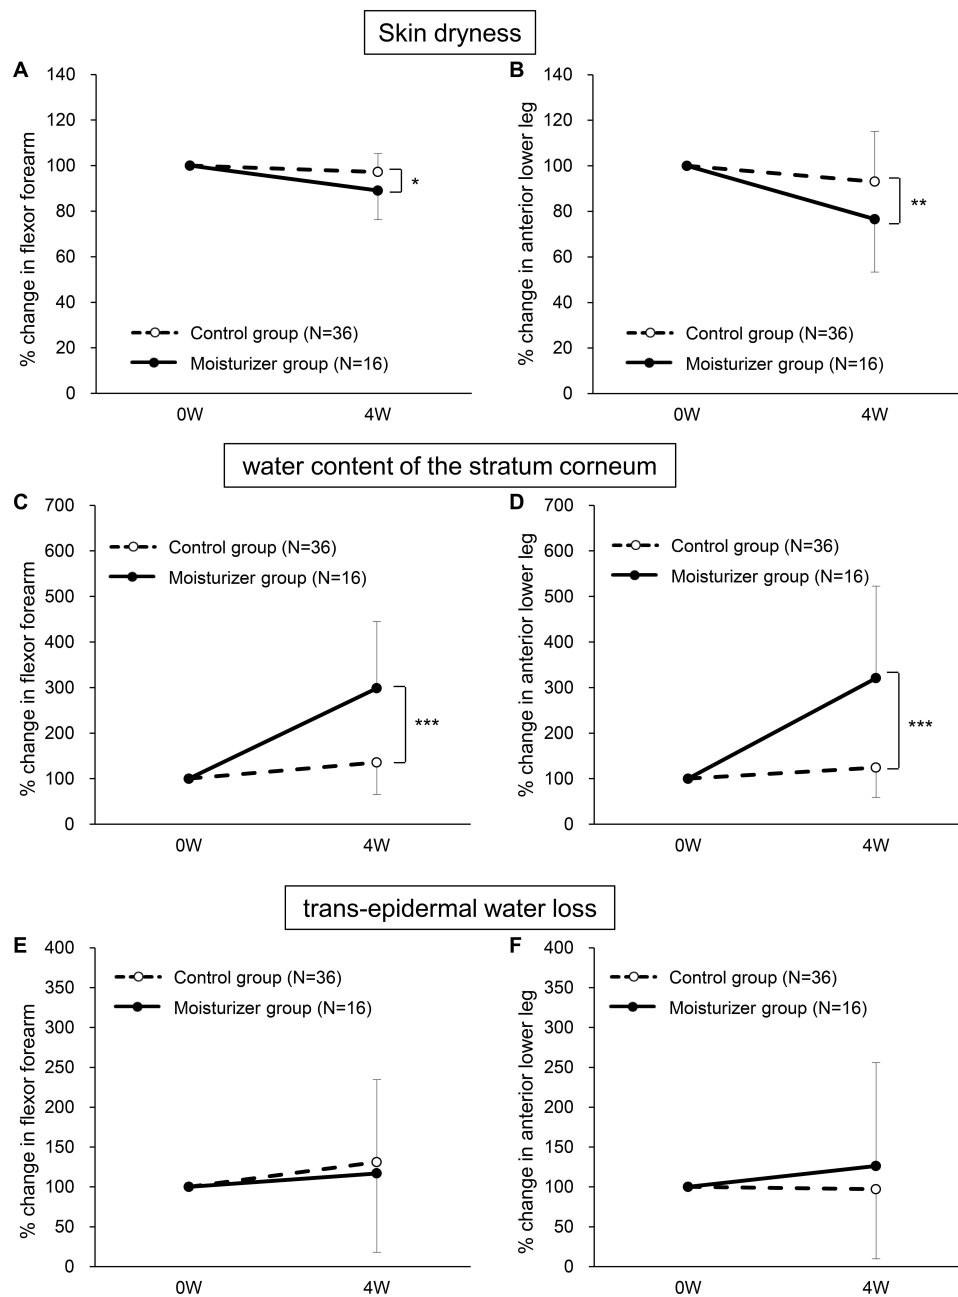 Skin dryness
A
% change in flexor forearm
140
120
100
80
60
40
20
0
*
Control group (N=36)
Moisturizer group (N=16)
0W
4W
B
% change in anterior lower leg
140
120
100
80
60
40
20
0
**
Control group (N=36)
Moisturizer group (N=16)
0W
4W
water content of the stratum corneum
C
% change in flexor forearm
700
600
500
400
300
200
100
0
Control group (N=36)
Moisturizer group (N=16)
***
0W
4W
D
% change in anterior lower leg
700
600
500
400
300
200
100
0
Control group (N=36)
Moisturizer group (N=16)
***
0W
4W
trans-epidermal water loss
E
% change in flexor forearm
400
350
300
250
200
150
100
50
0
Control group (N=36)
Moisturizer group (N=16)
0W
4W
F
% change in anterior lower leg
400
350
300
250
200
150
100
50
0
Control group (N=36)
Moisturizer group (N=16)
0W
4W